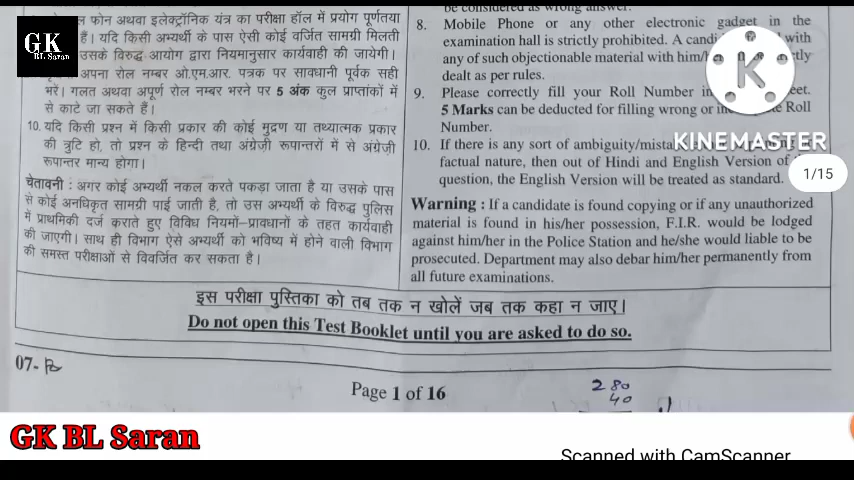 ल फोन अथवा इलेक्ट्रॉनिक यंत्र का परीक्षा हॉल में प्रयोग पूर्णतया
हैं। यदि किसी अभ्यर्थी के पास ऐसी कोई वर्जित सामग्री मिलती
उसके विरुद्ध आयोग द्वारा नियमानुसार कार्यवाही की जायेगी।
अपना रोल नम्बर ओ.एम.आर. पत्रक पर सावधानी पूर्वक सही
भरें। गलत अथवा अपूर्ण रोल नम्बर भरने पर 5 अंक कुल प्राप्तांकों में
से काटे जा सकते हैं।
10. यदि किसी प्रश्न में किसी प्रकार की कोई मुद्रण या तथ्यात्मक प्रकार
की त्रुटि हो, तो प्रश्न के हिन्दी तथा अंग्रेज़ी रूपान्तरों में से अंग्रेज़ी
रूपान्तर मान्य होगा।
चेतावनी : अगर कोई अभ्यर्थी नकल करते पकड़ा जाता है या उसके पास
से कोई अनधिकृत सामग्री पाई जाती है, तो उस अभ्यर्थी के विरुद्ध पुलिस
में प्राथमिकी दर्ज कराते हुए विविध नियमों-प्रावधानों के तहत कार्यवाही
की जाएगी। साथ ही विभाग ऐसे अभ्यर्थी को भविष्य में होने वाली विभाग
की समस्त परीक्षाओं से विवर्जित कर सकता है।
be considered as wrong answer.
8. Mobile Phone or any other electronic gadget in the
examination hall is strictly prohibited. A candi with
any of such objectionable material with him/her
dealt as per rules.
9. Please correctly fill your Roll Number in
5 Marks can be deducted for filling wrong or Roll
Number.
10. If there is any sort of ambiguity/mistake
factual nature, then out of Hindi and English Version of
question, the English Version will be treated as standard.
Warning : If a candidate is found copying or if any unauthorized
material is found in his/her possession, F.I.R. would be lodged
against him/her in the Police Station and he/she would liable to be
prosecuted. Department may also debar him/her permanently from
all future examinations.
इस परीक्षा पुस्तिका को तब तक न खोलें जब तक कहा न जाए।
Do not open this Test Booklet until you are asked to do so.
07-
Page 1 of 16
280
40
GK
BL Saran
K
KINEMASTER
1/15
GK BL Saran
Scanned with CamScanner